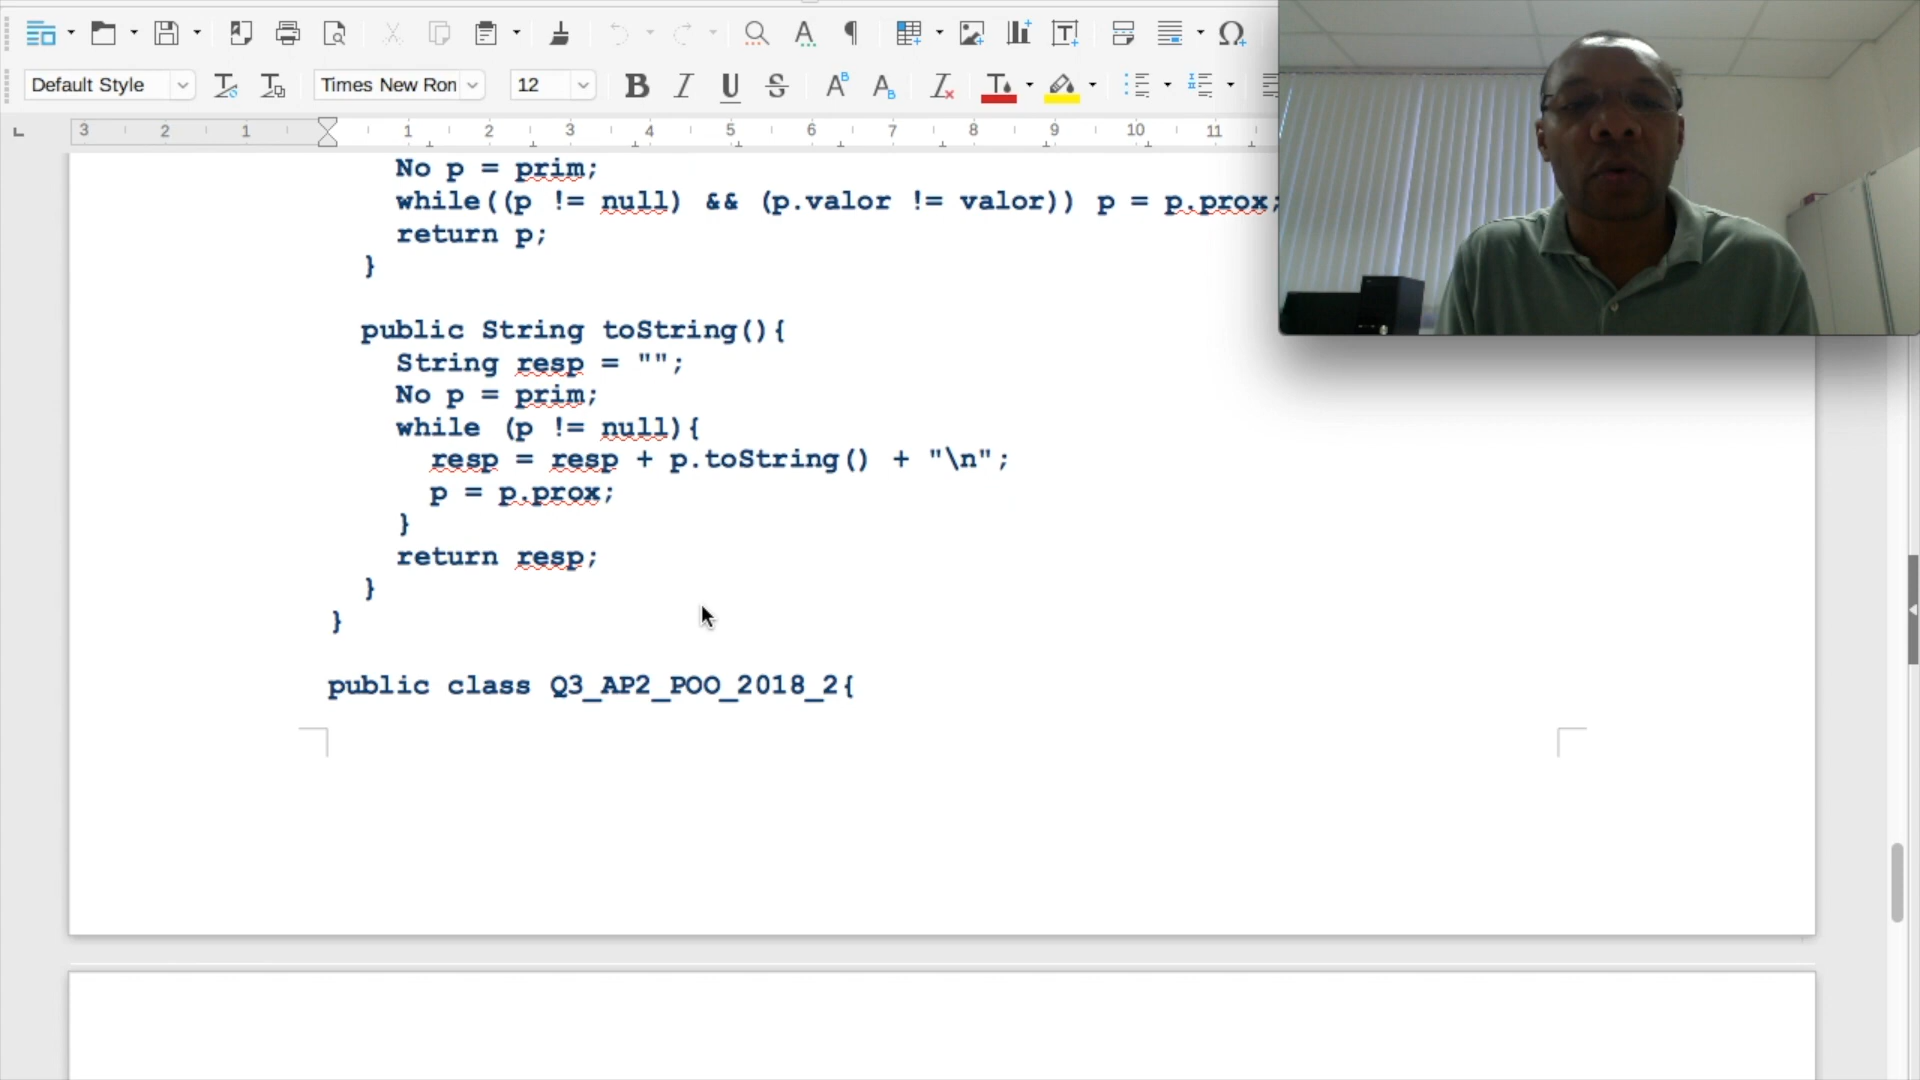 Default Style
Times New Ron
12
3 2 1 1 2 3 4 5 6 7 8 9 10 11
No p = prim;
while((p != null) && (p.valor != valor)) p = p.prox;
return p;
}
public String toString(){
String resp = "";
No p = prim;
while (p != null){
resp = resp + p.toString() + "\n";
p = p.prox;
}
return resp;
}
}
public class Q3_AP2_POO_2018_2{